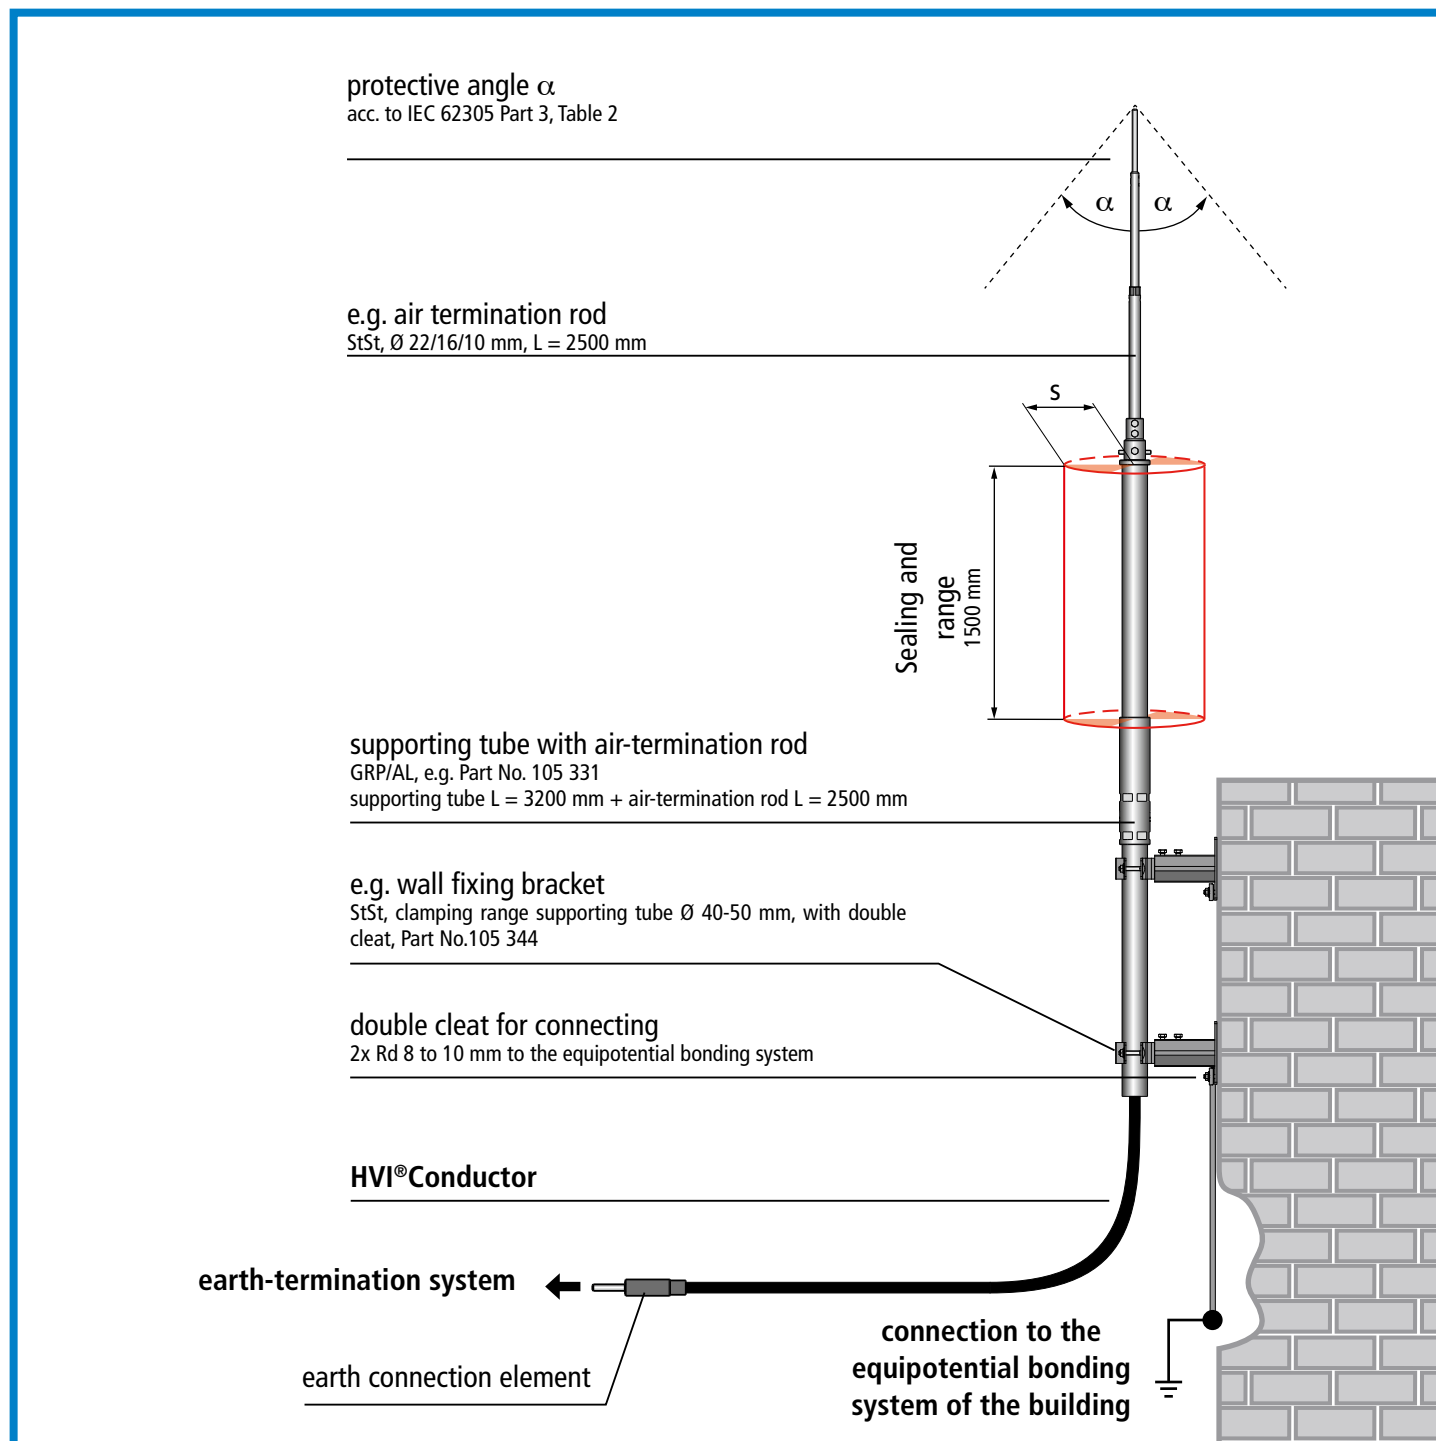 protective angle α
acc. to IEC 62305 Part 3, Table 2
α α
e.g. air termination rod
StSt, Ø 22/16/10 mm, L = 2500 mm
s
Sealing and
range
1500 mm
supporting tube with air-termination rod
GRP/AL, e.g. Part No. 105 331
supporting tube L = 3200 mm + air-termination rod L = 2500 mm
e.g. wall fixing bracket
StSt, clamping range supporting tube Ø 40-50 mm, with double
cleat, Part No.105 344
double cleat for connecting
2x Rd 8 to 10 mm to the equipotential bonding system
HVI®Conductor
earth-termination system
earth connection element
connection to the
equipotential bonding
system of the building